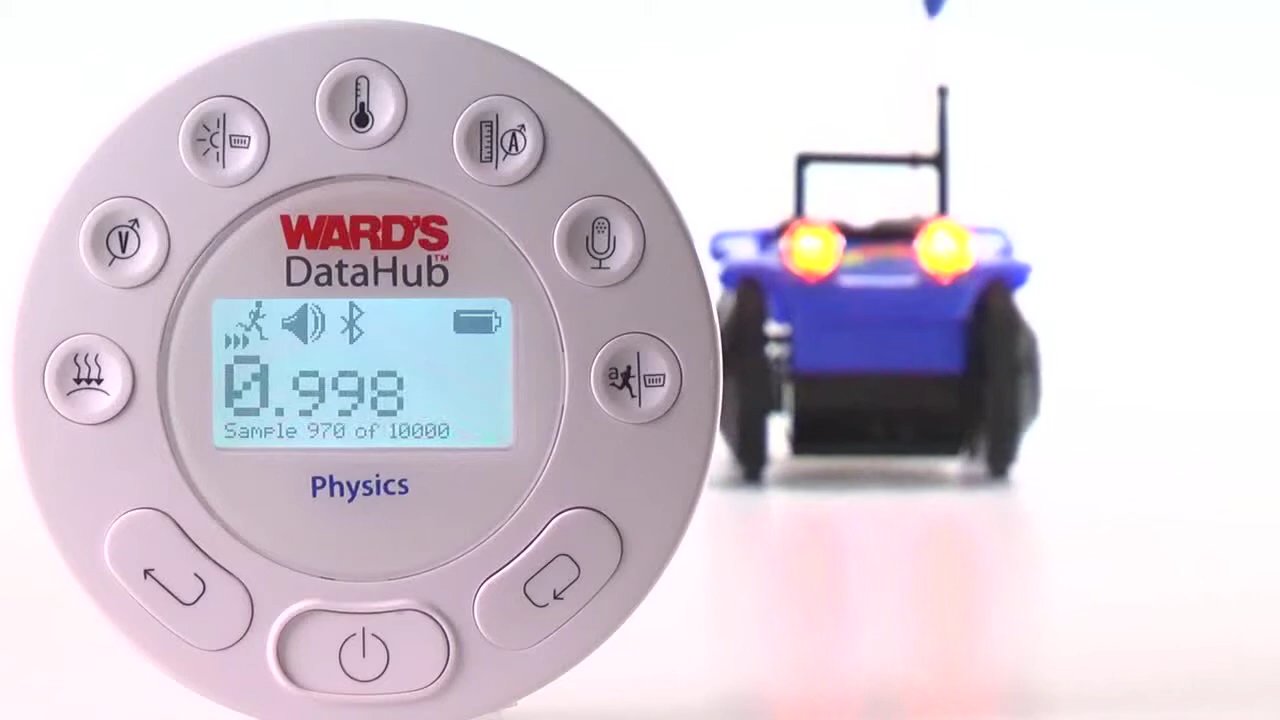 A
V
WARD'S
DataHub™
a
0.998
Sample 970 of 10000
Physics